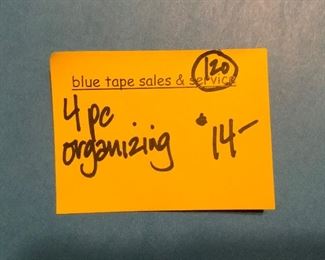 120
blue tape sales & service
4 pc
organizing $14-